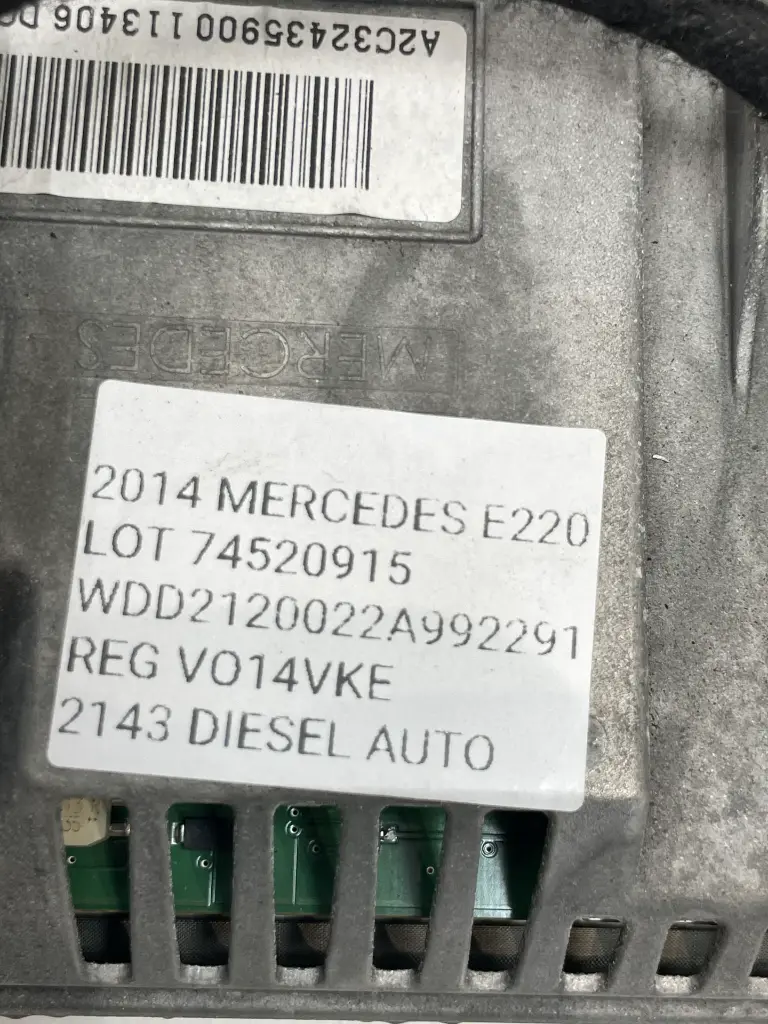 A2C32435900 113406
MERCEDES
2014 MERCEDES E220
LOT 74520915
WDD2120022A992291
REG VO14VKE
2143 DIESEL AUTO